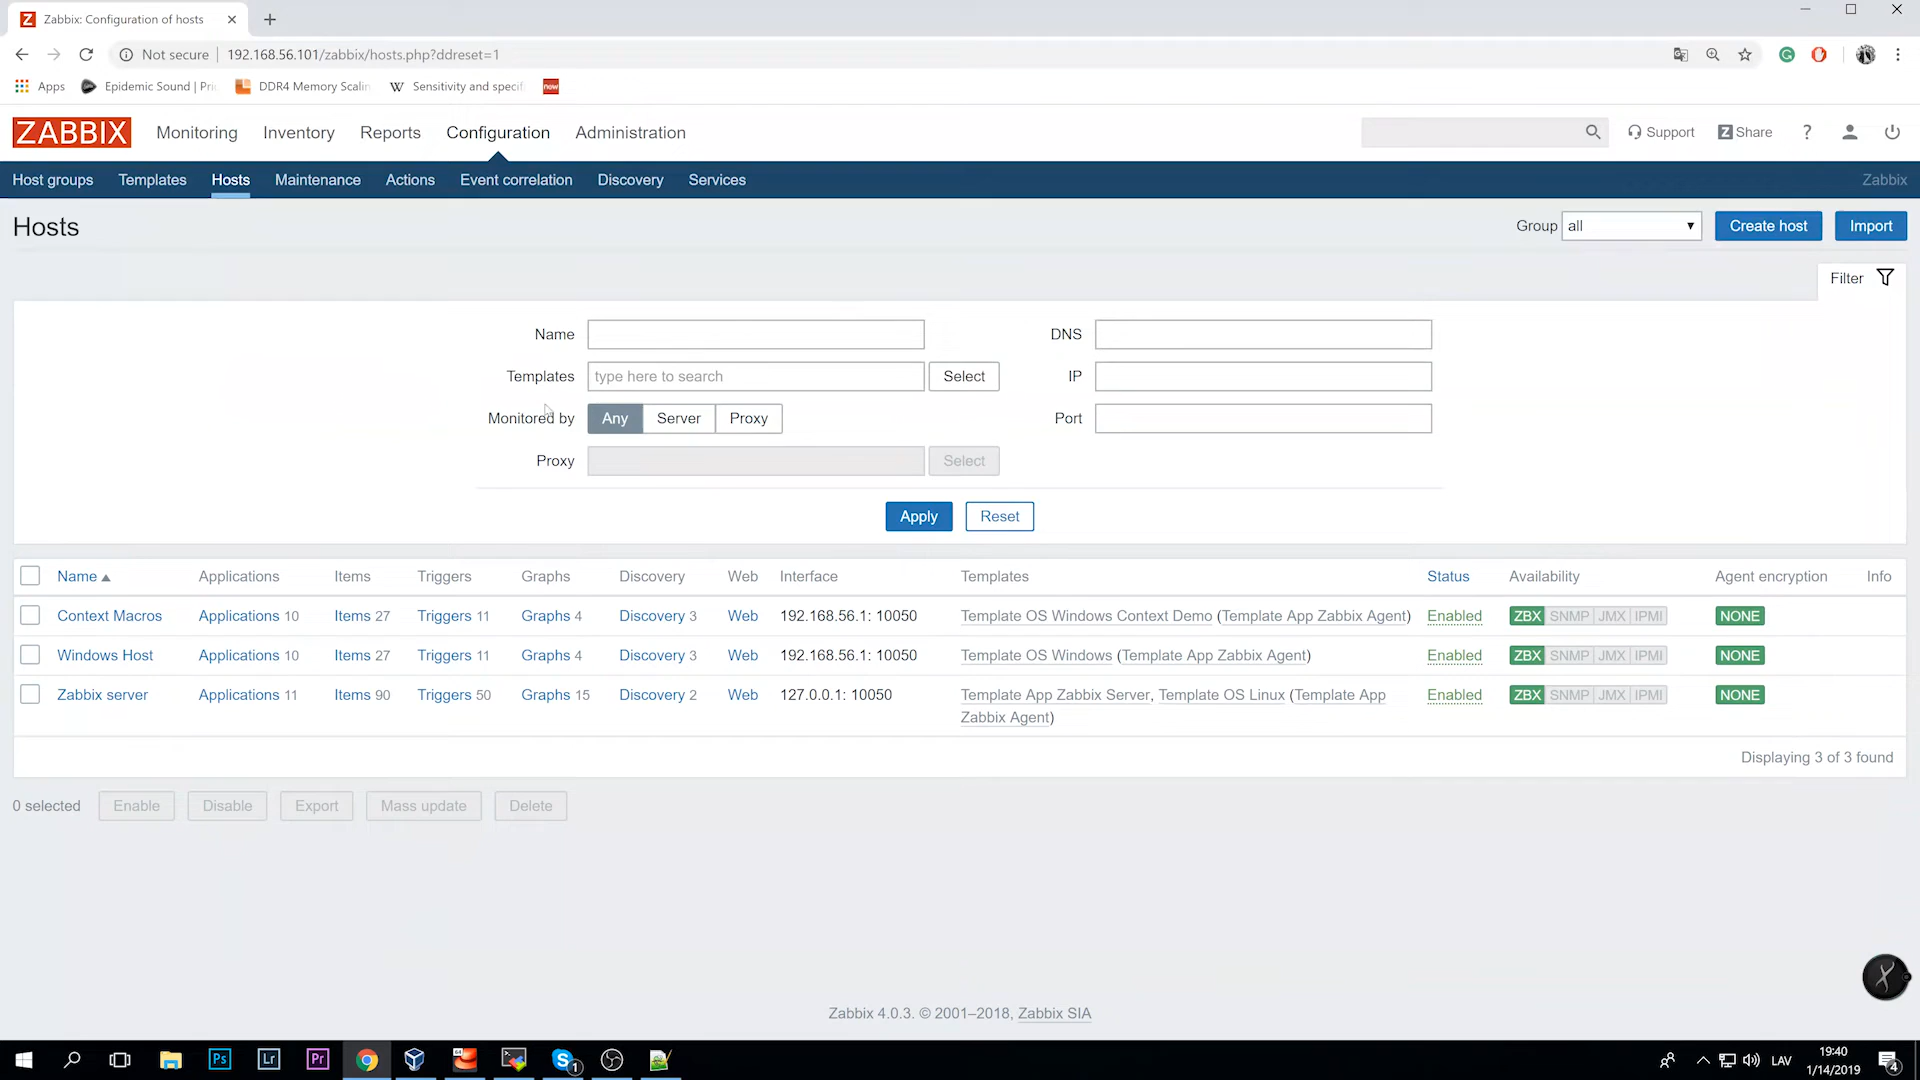 Zabbix: Configuration of hosts
Not secure 192.168.56.101/zabbix/hosts.php?ddreset=1
Apps Epidemic Sound | Pri DDR4 Memory Scalin Sensitivity and specif now
ZABBIX Monitoring Inventory Reports Configuration Administration Support Z Share ?
Host groups Templates Hosts Maintenance Actions Event correlation Discovery Services Zabbix
Hosts Group all Create host Import
Filter
Name DNS
Templates type here to search Select IP
Monitored by Any Server Proxy Port
Proxy Select
Apply Reset
Name Applications Items Triggers Graphs Discovery Web Interface Templates Status Availability Agent encryption Info
Context Macros Applications 10 Items 27 Triggers 11 Graphs 4 Discovery 3 Web 192.168.56.1: 10050 Template OS Windows Context Demo (Template App Zabbix Agent) Enabled ZBX SNMP JMX IPMI NONE
Windows Host Applications 10 Items 27 Triggers 11 Graphs 4 Discovery 3 Web 192.168.56.1: 10050 Template OS Windows (Template App Zabbix Agent) Enabled ZBX SNMP JMX IPMI NONE
Zabbix server Applications 11 Items 90 Triggers 50 Graphs 15 Discovery 2 Web 127.0.0.1: 10050 Template App Zabbix Server, Template OS Linux (Template App Enabled ZBX SNMP JMX IPMI NONE
Zabbix Agent)
Displaying 3 of 3 found
0 selected Enable Disable Export Mass update Delete
Zabbix 4.0.3. © 2001–2018, Zabbix SIA
Ps Lr Pr 64 1 LAV 19:40 4
1/14/2019